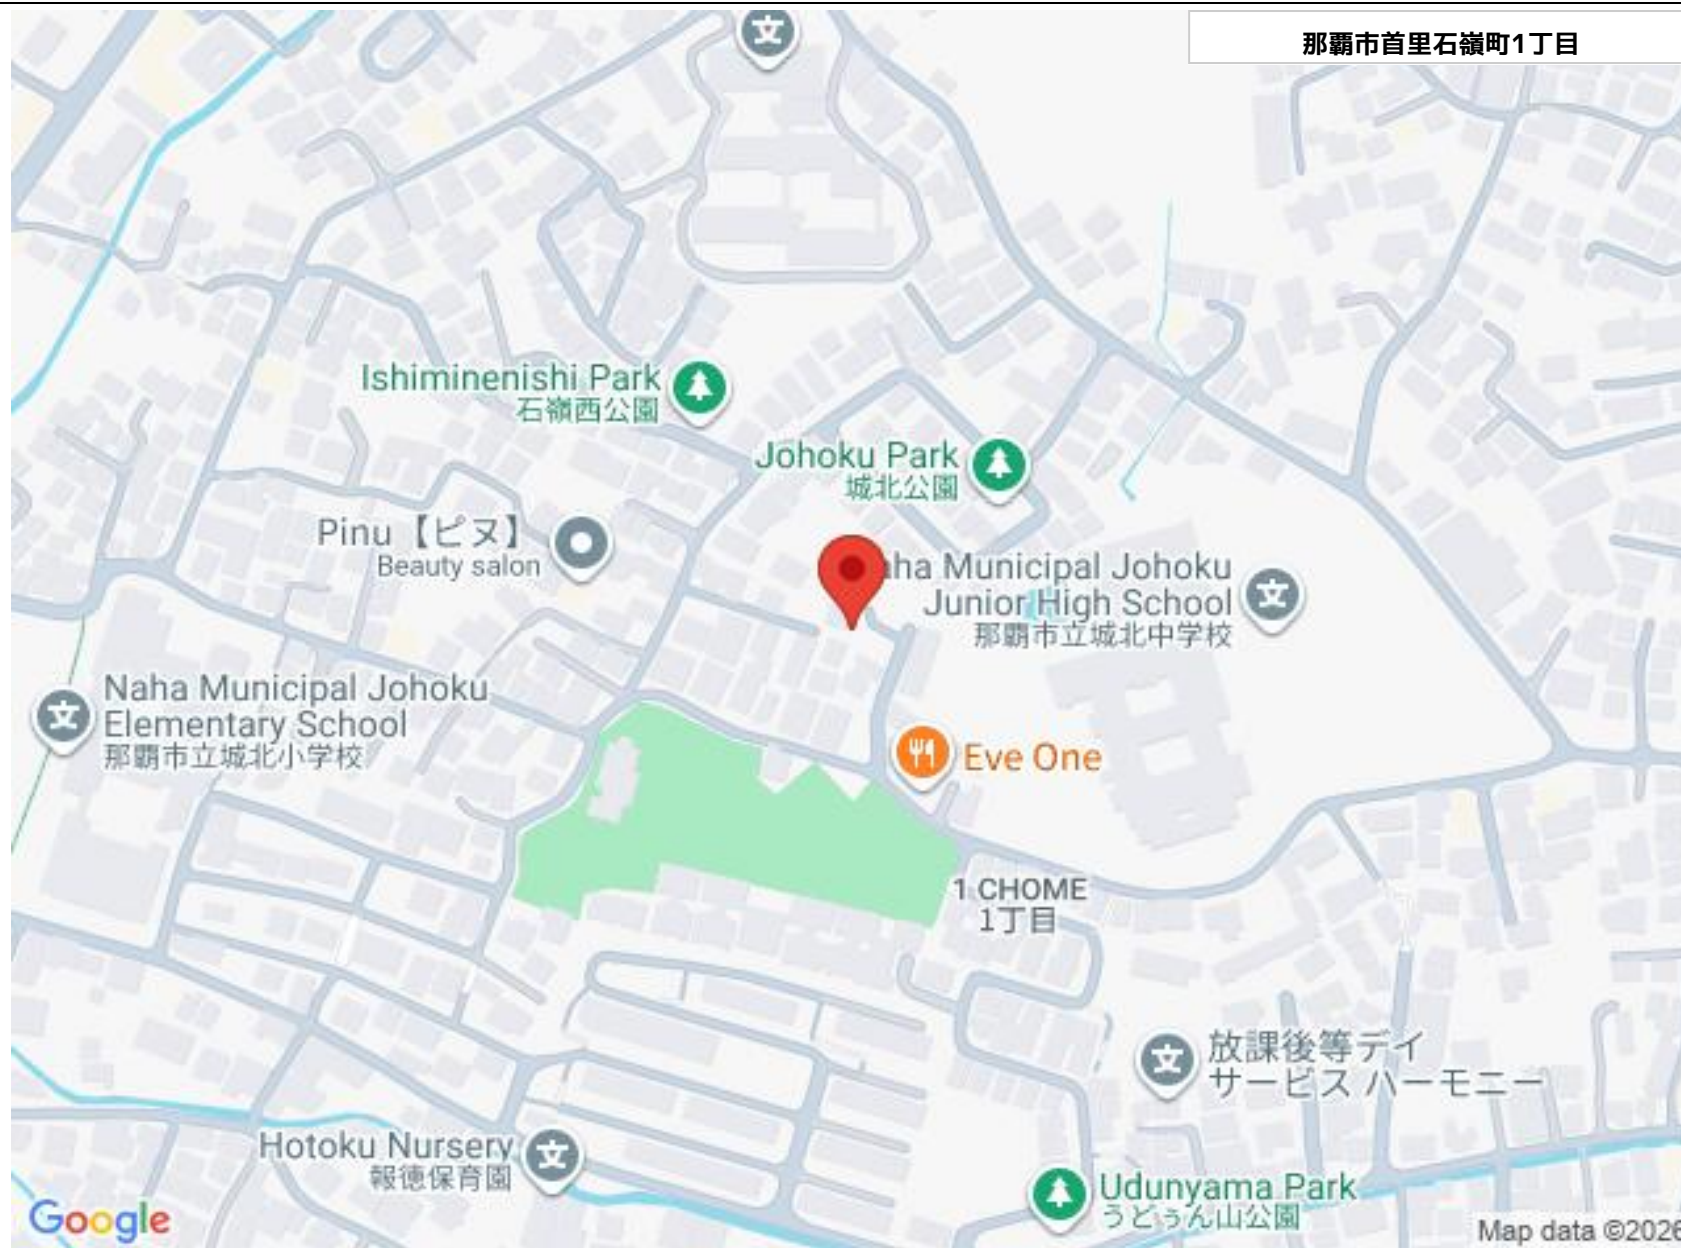 那覇市首里石嶺町1丁目
文
Ishiminenishi Park
石嶺西公園
Johoku Park
城北公園
Pinu【ピヌ】
Beauty salon
aha Municipal Johoku
Junior High School
那覇市立城北中学校
文
文
Naha Municipal Johoku
Elementary School
那覇市立城北小学校
Eve One
1 CHOME
1丁目
文
放課後等デイ
サービス ハーモニー
Hotoku Nursery
報徳保育園
文
Udunyama Park
うどぅん山公園
Google
Map data ©2026